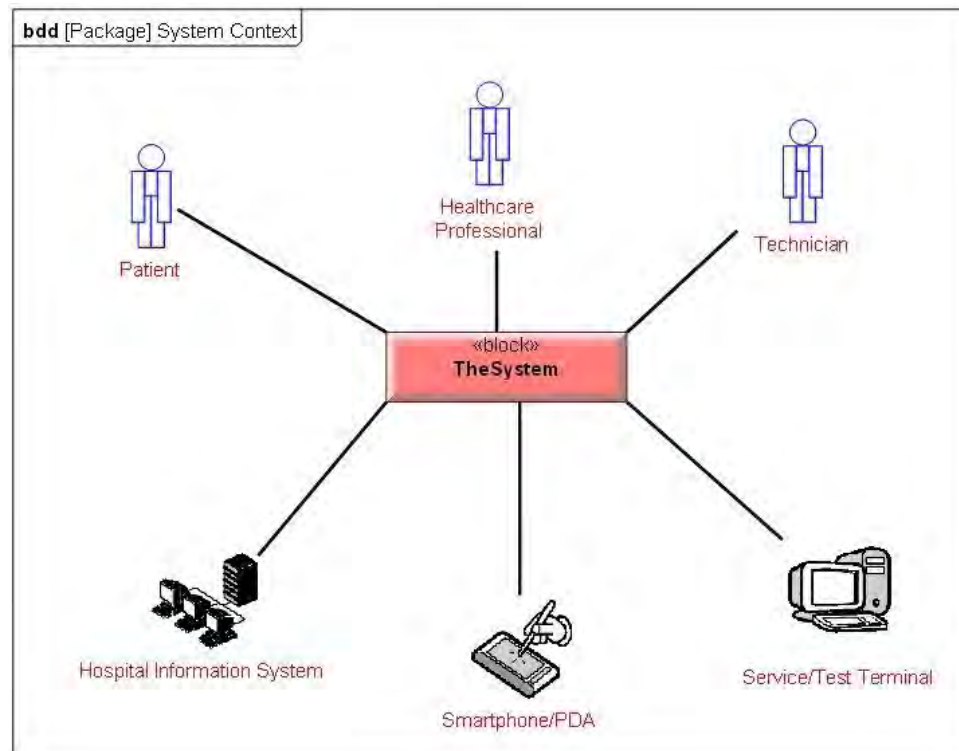 bdd [Package] System Context
Healthcare
Professional
Technician
Patient
«block»
TheSystem
Hospital Information System
Service/Test Terminal
Smartphone/PDA